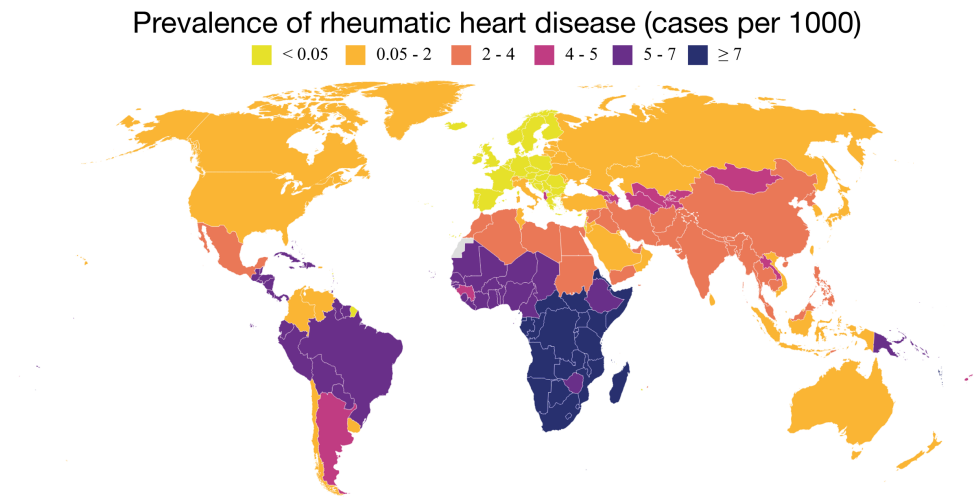 Prevalence of rheumatic heart disease (cases per 1000)
< 0.05 0.05 - 2 2 - 4 4 - 5 5 - 7 ≥ 7